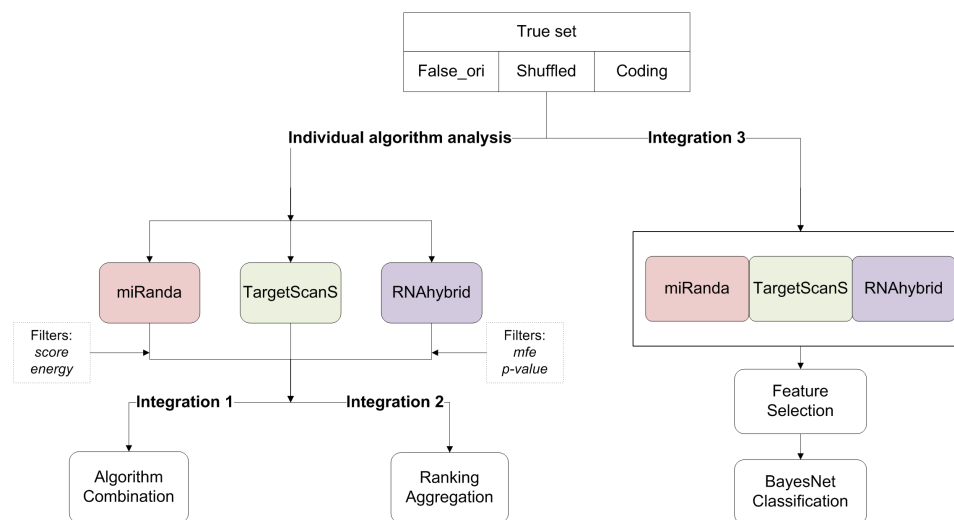 True set
False_ori Shuffled Coding
Individual algorithm analysis Integration 3
miRanda TargetScanS RNAhybrid
miRanda TargetScanS RNAhybrid
Filters:
score
energy
Filters:
mfe
p-value
Integration 1 Integration 2
Feature
Selection
Algorithm
Combination
Ranking
Aggregation
BayesNet
Classification